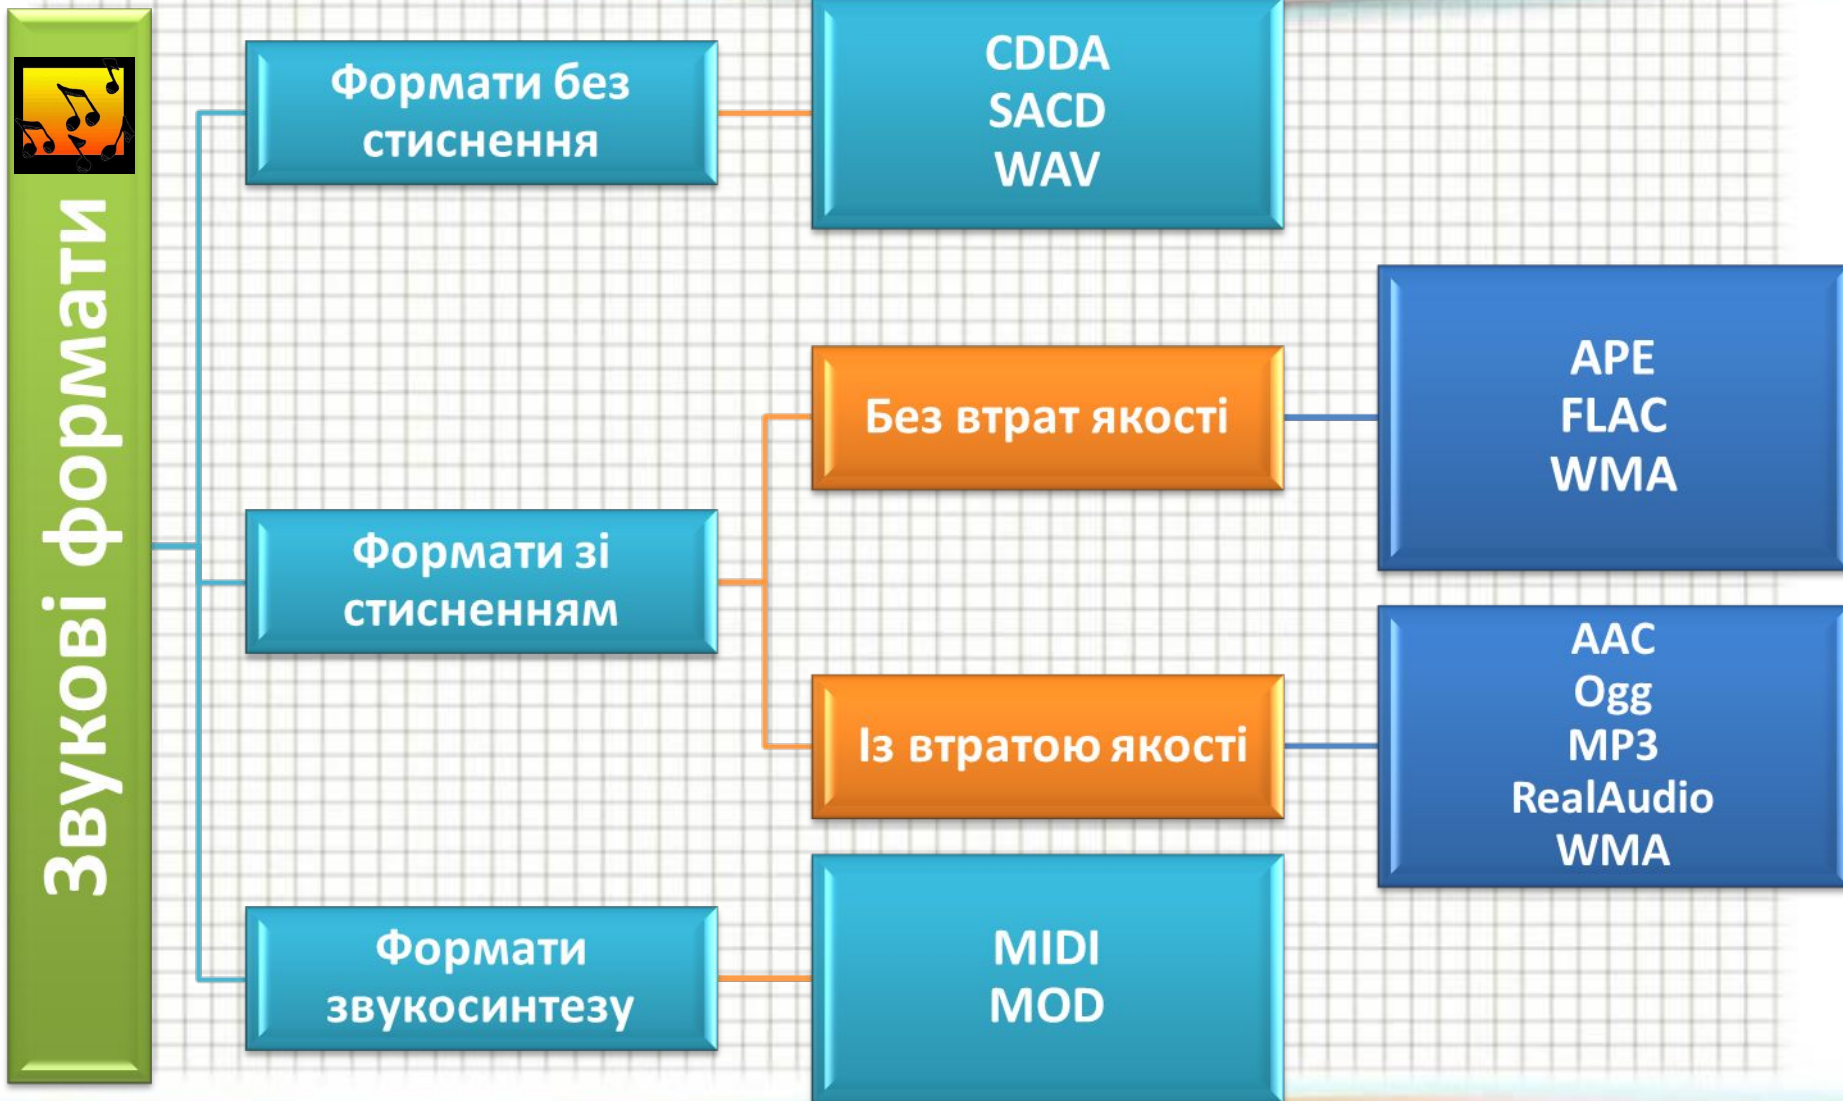 Звукові формати
Формати без
стиснення
CDDA
SACD
WAV
Формати зі
стисненням
Без втрат якості
APE
FLAC
WMA
Із втратою якості
AAC
Ogg
MP3
RealAudio
WMA
Формати
звукосинтезу
MIDI
MOD